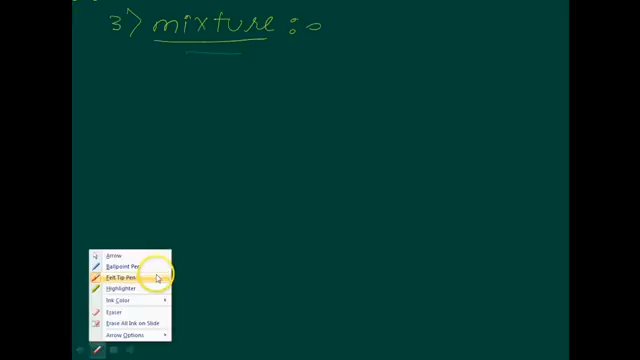 3) mixture :-
Arrow
Ballpoint Pen
Felt Tip Pen
Highlighter
Ink Color
Eraser
Erase All Ink on Slide
Arrow Options